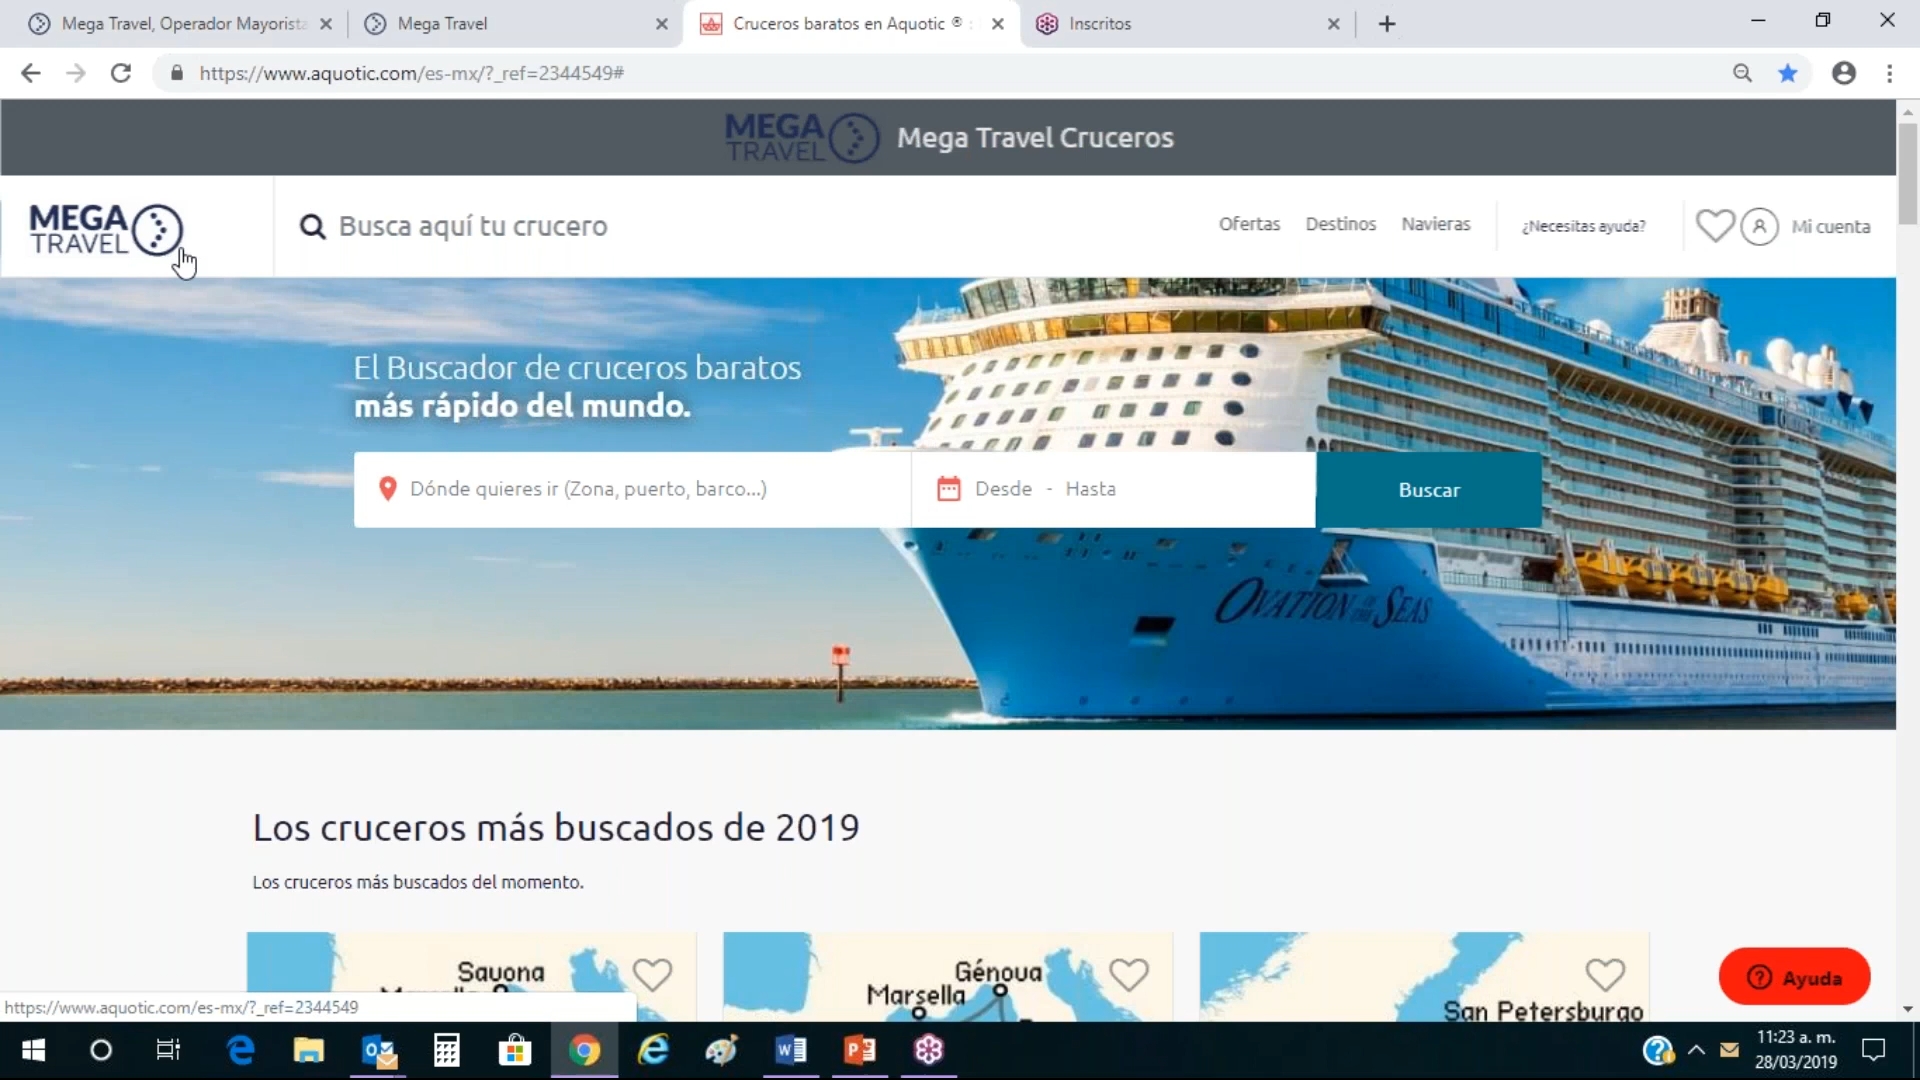 Mega Travel, Operador Mayorista
Mega Travel
Cruceros baratos en Aquotic ® :
Inscritos
https://www.aquotic.com/es-mx/?_ref=2344549#
MEGA TRAVEL
Mega Travel Cruceros
MEGA TRAVEL
Busca aquí tu crucero
Ofertas
Destinos
Navieras
¿Necesitas ayuda?
Mi cuenta
El Buscador de cruceros baratos
más rápido del mundo.
Dónde quieres ir (Zona, puerto, barco...)
Desde - Hasta
Buscar
OVATION OF THE SEAS
Los cruceros más buscados de 2019
Los cruceros más buscados del momento.
Savona
Génova
Marsella
San Petersburgo
Ayuda
https://www.aquotic.com/es-mx/?_ref=2344549
11:23 a. m.
28/03/2019